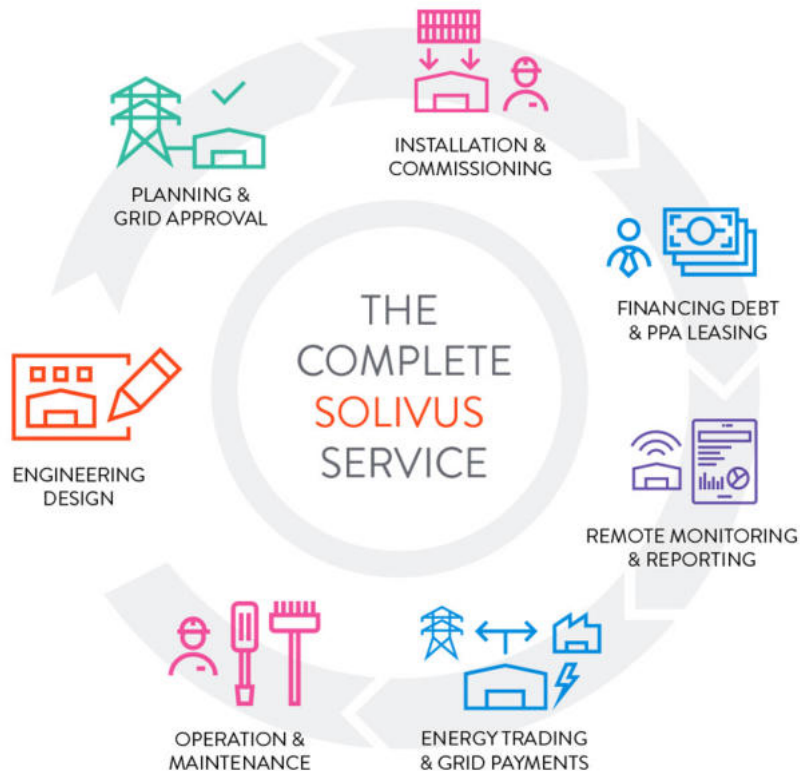 THE
COMPLETE
SOLIVUS
SERVICE
ENGINEERING
DESIGN
PLANNING &
GRID APPROVAL
INSTALLATION &
COMMISSIONING
FINANCING DEBT
& PPA LEASING
REMOTE MONITORING
& REPORTING
ENERGY TRADING
& GRID PAYMENTS
OPERATION &
MAINTENANCE